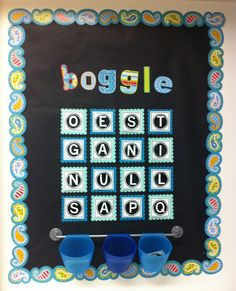 boggle
O E S T
G A N I
N U L L
S A P Q